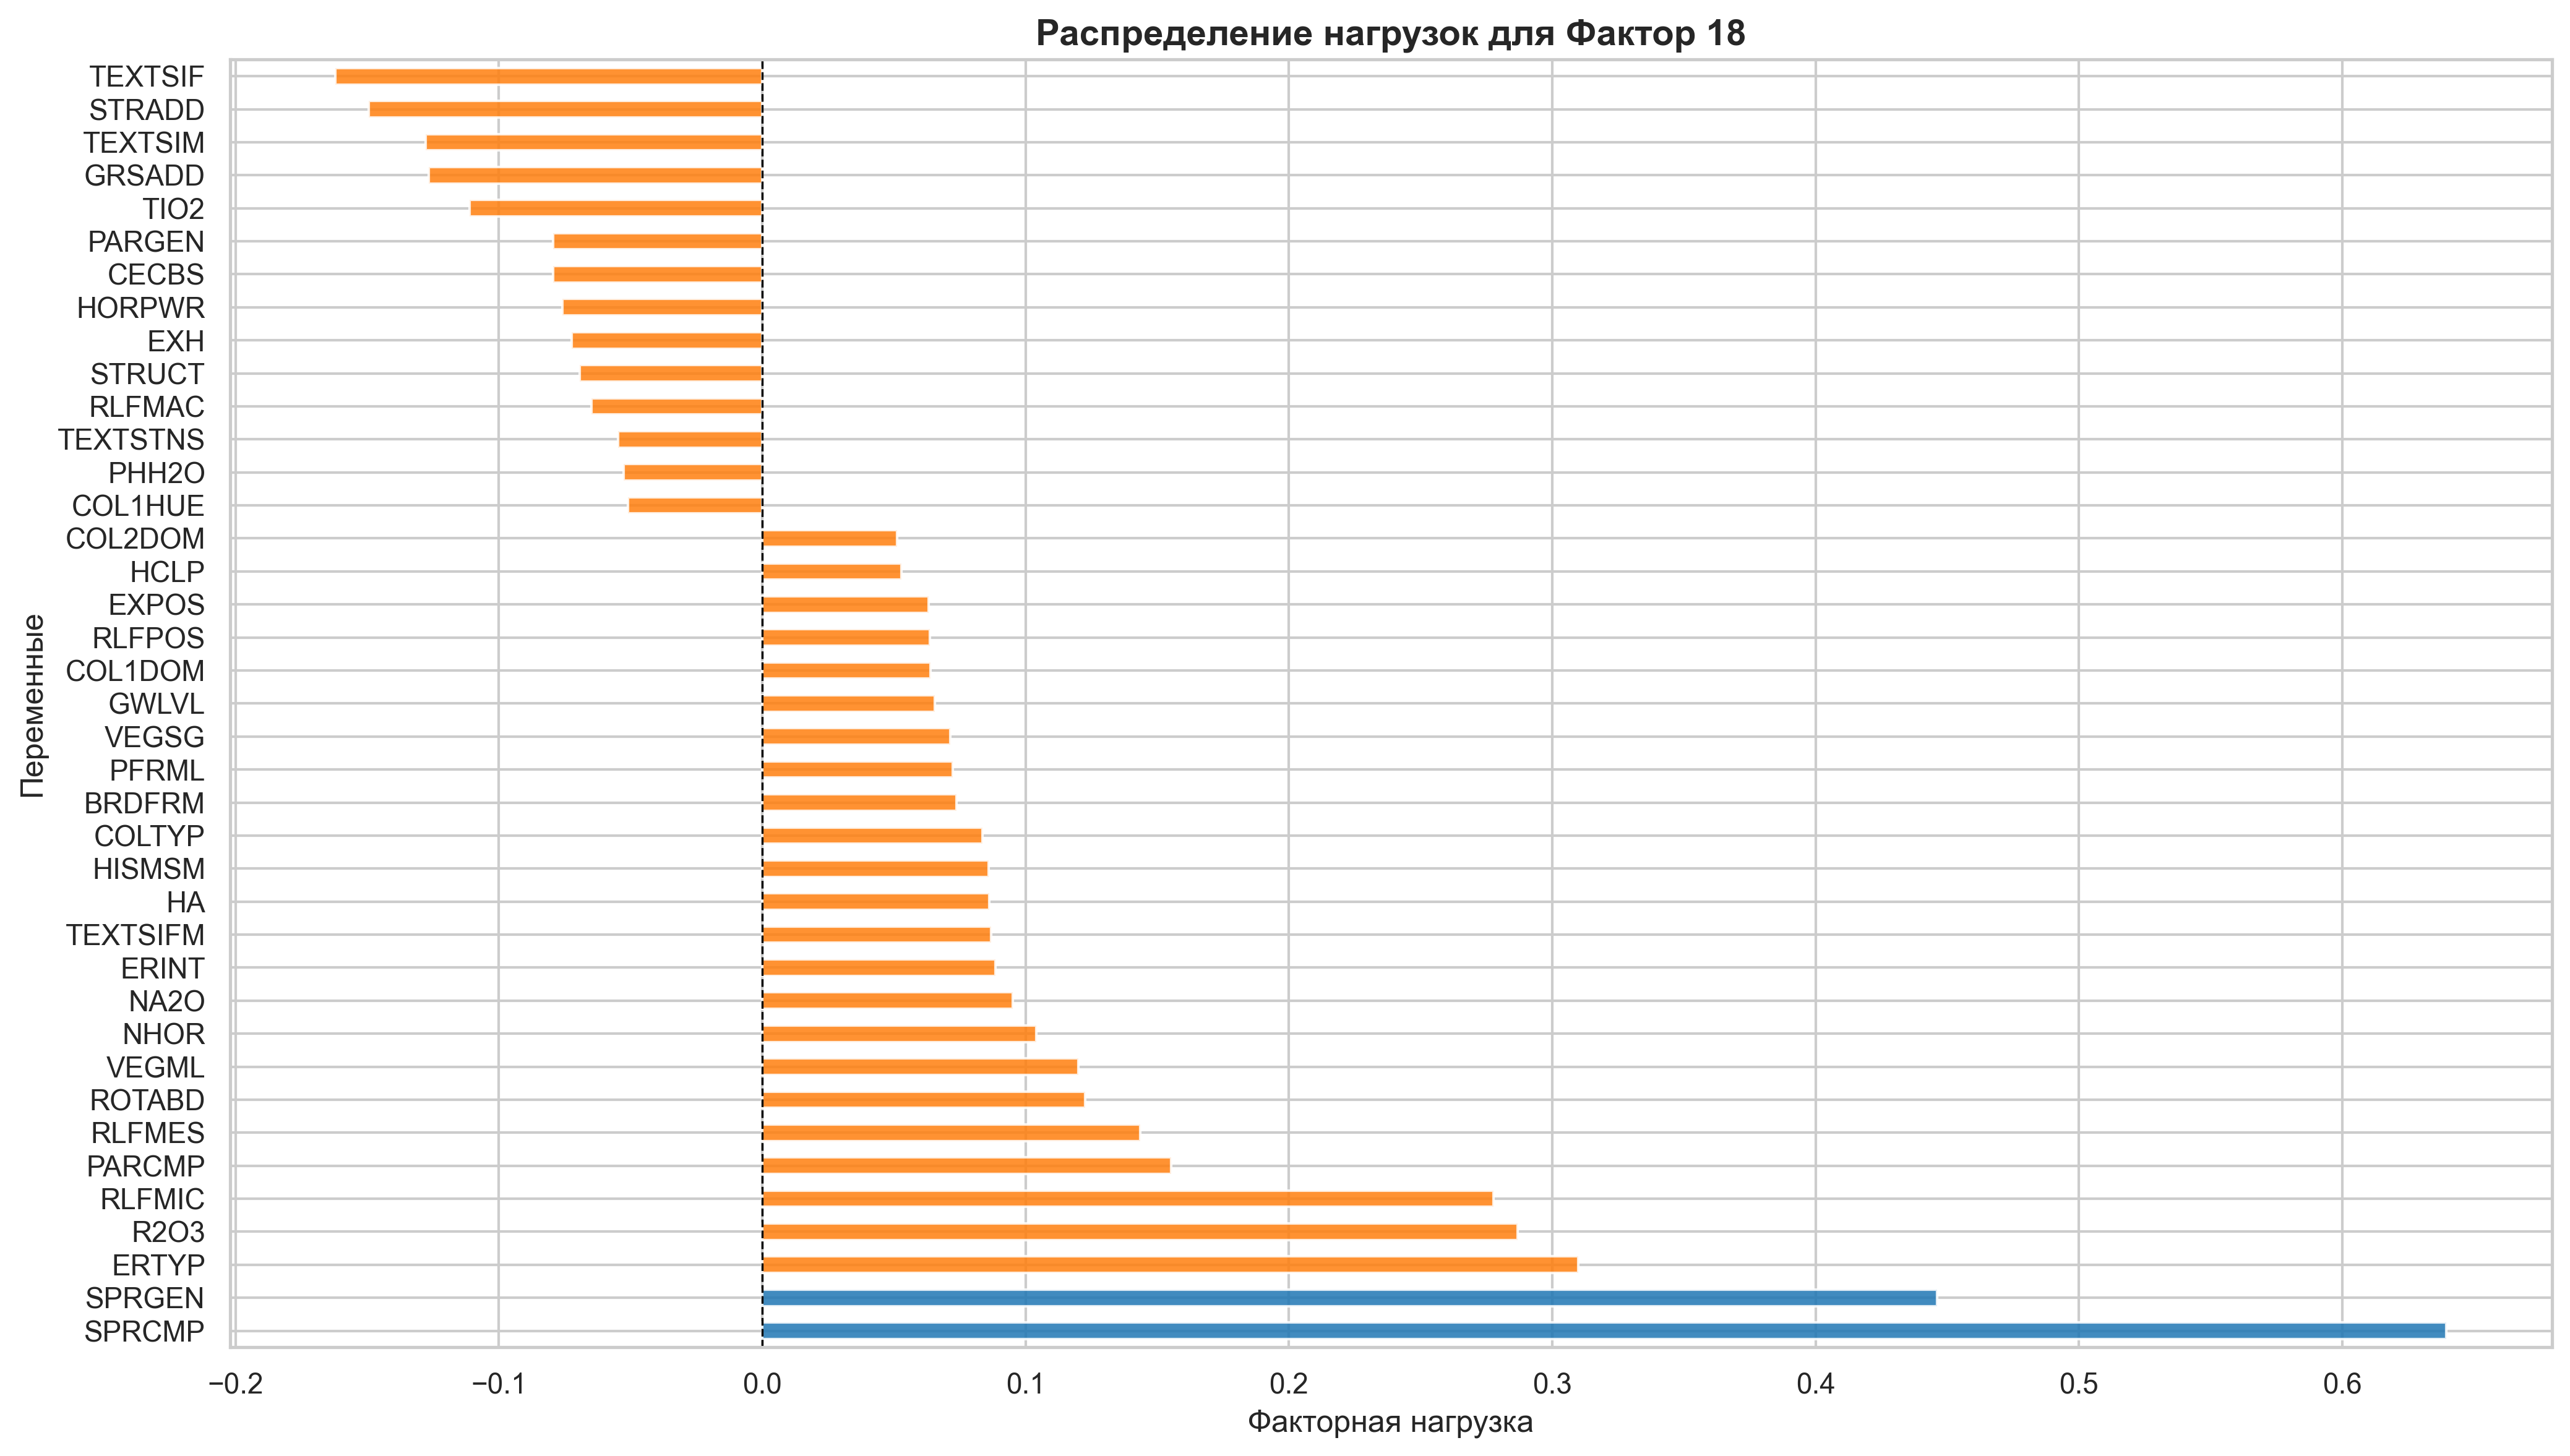 Распределение нагрузок для Фактор 18
TEXTSIF
STRADD
TEXTSIM
GRSADD
TIO2
PARGEN
CECBS
HORPWR
EXH
STRUCT
RLFMAC
TEXTSTNS
PHH2O
COL1HUE
COL2DOM
HCLP
EXPOS
RLFPOS
COL1DOM
GWLVL
VEGSG
PFRML
BRDFRM
COLTYP
HISMSM
HA
TEXTSIFM
ERINT
NA2O
NHOR
VEGML
ROTABD
RLFMES
PARCMP
RLFMIC
R2O3
ERTYP
SPRGEN
SPRCMP
Переменные
−0.2 −0.1 0.0 0.1 0.2 0.3 0.4 0.5 0.6
Факторная нагрузка